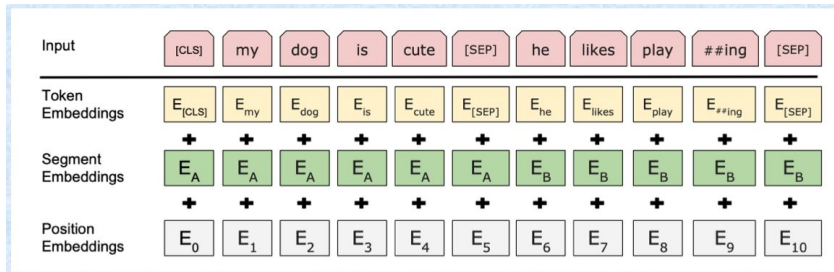 Input [CLS] my dog is cute [SEP] he likes play ##ing [SEP]
Token
Embeddings E[CLS] Emy Edog Eis Ecute E[SEP] Ehe Elikes Eplay E##ing E[SEP]
+ + + + + + + + + + +
Segment
Embeddings EA EA EA EA EA EA EB EB EB EB EB
+ + + + + + + + + + +
Position
Embeddings E0 E1 E2 E3 E4 E5 E6 E7 E8 E9 E10